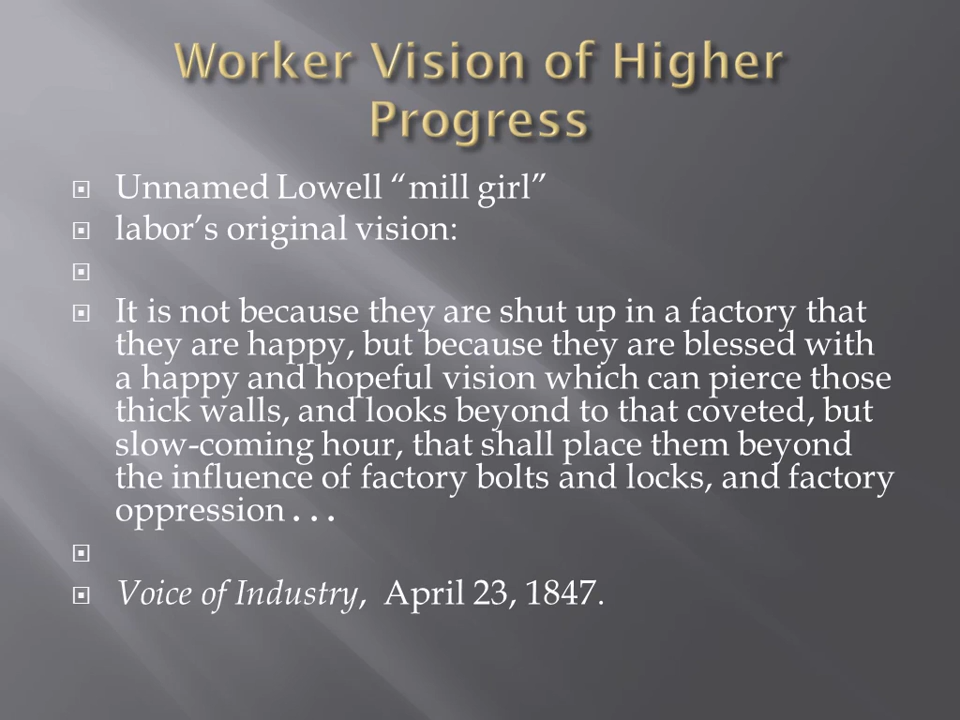 Worker Vision of Higher
Progress
Unnamed Lowell “mill girl”
labor’s original vision:
It is not because they are shut up in a factory that
they are happy, but because they are blessed with
a happy and hopeful vision which can pierce those
thick walls, and looks beyond to that coveted, but
slow-coming hour, that shall place them beyond
the influence of factory bolts and locks, and factory
oppression . . .
Voice of Industry, April 23, 1847.